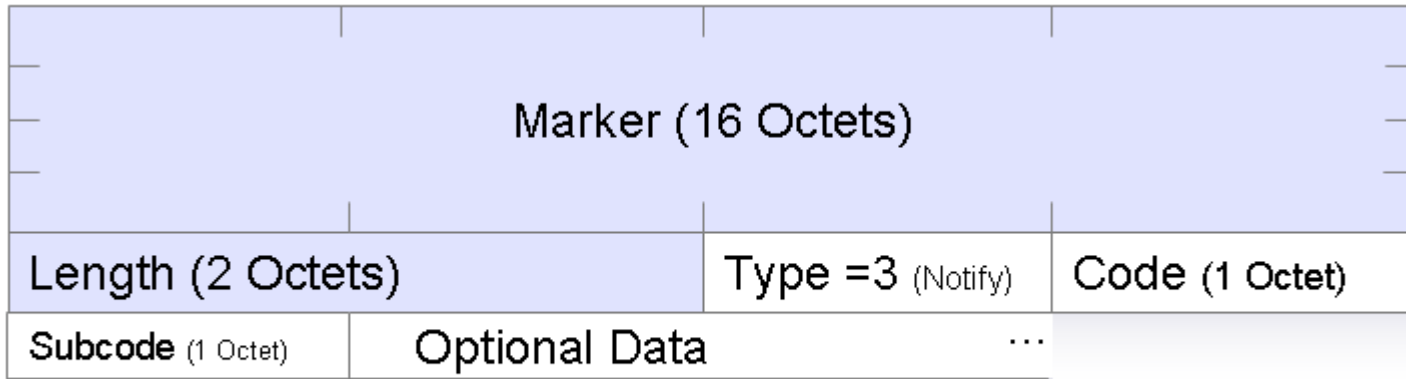 Marker (16 Octets)
Length (2 Octets) Type =3 (Notify) Code (1 Octet)
Subcode (1 Octet) Optional Data ...